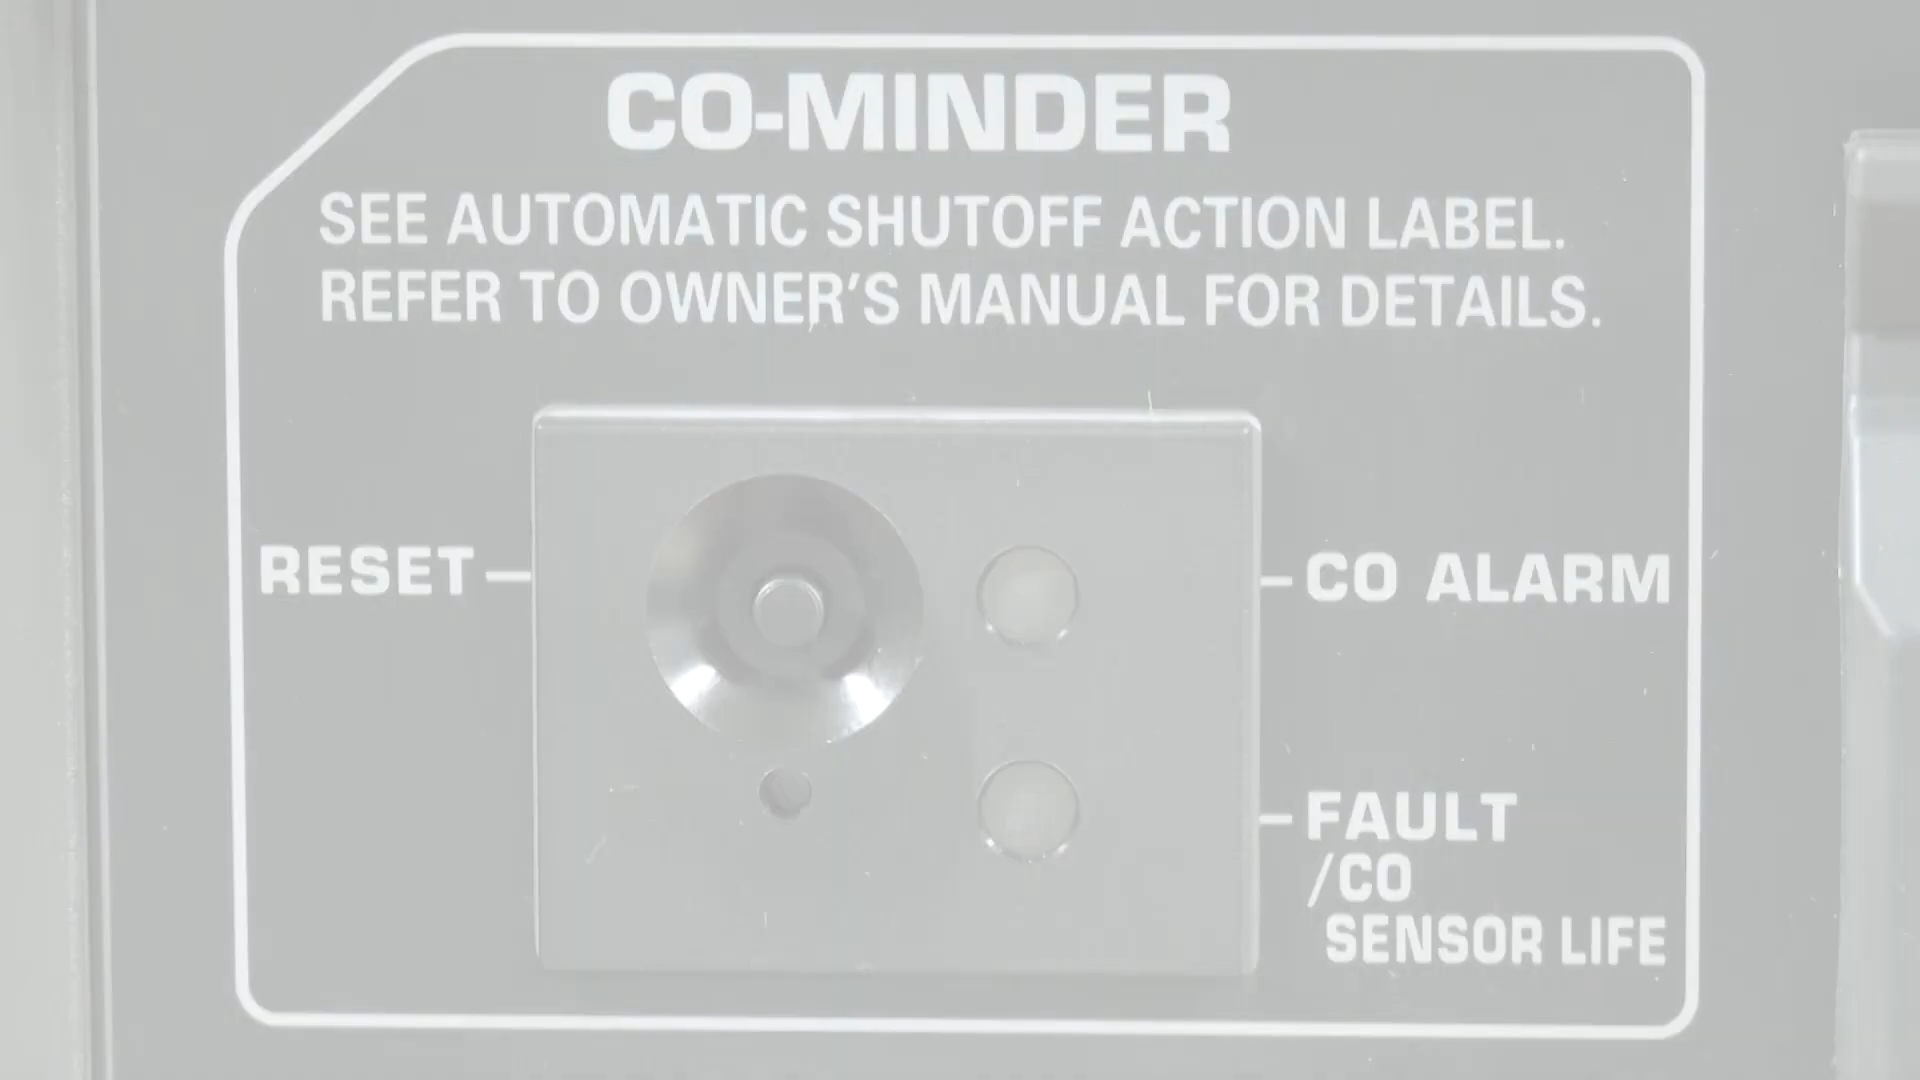 CO-MINDER
SEE AUTOMATIC SHUTOFF ACTION LABEL.
REFER TO OWNER'S MANUAL FOR DETAILS.
RESET
CO ALARM
FAULT
/CO
SENSOR LIFE